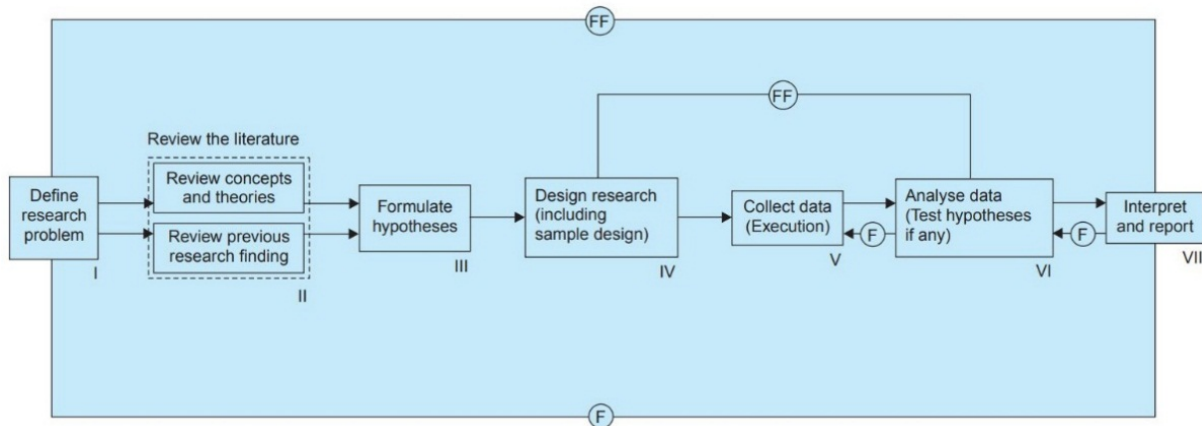 FF
FF
Review the literature
Define
research
problem
I
Review concepts
and theories
Review previous
research finding
II
Formulate
hypotheses
III
Design research
(including
sample design)
IV
Collect data
(Execution)
V
F
Analyse data
(Test hypotheses
if any)
VI
F
Interpret
and report
VII
F